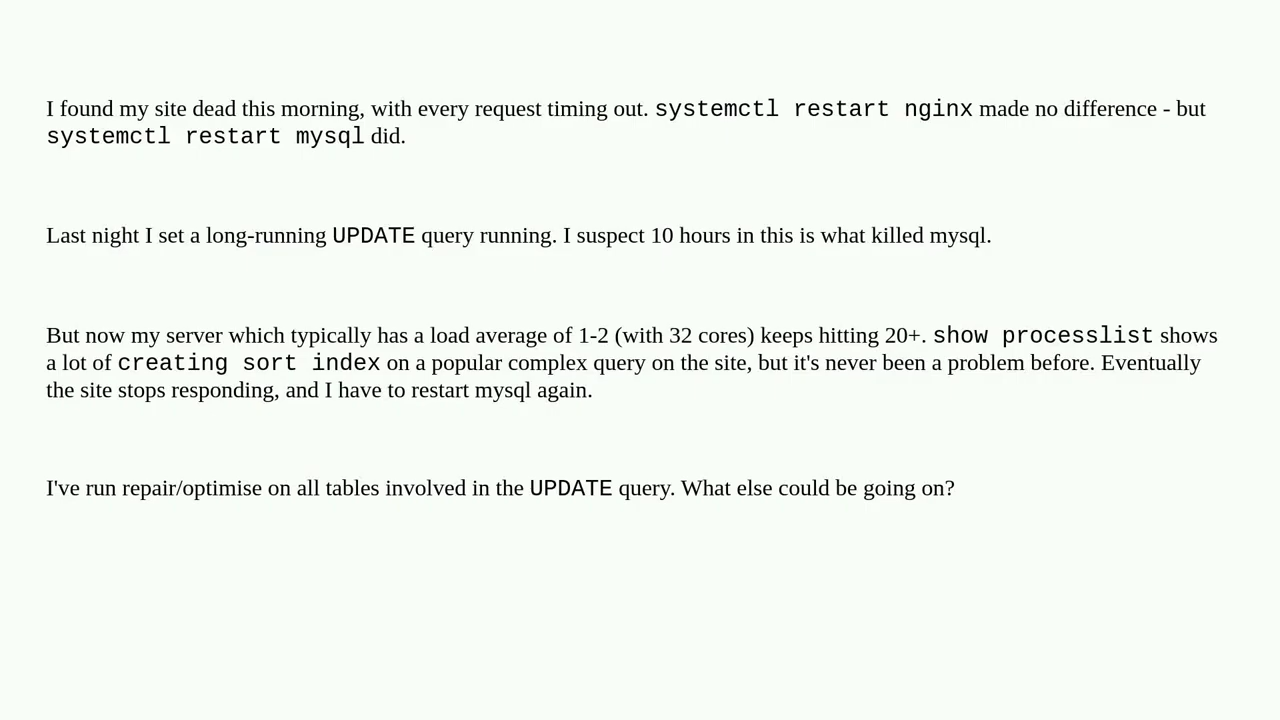 I found my site dead this morning, with every request timing out. systemctl restart nginx made no difference - but
systemctl restart mysql did.
Last night I set a long-running UPDATE query running. I suspect 10 hours in this is what killed mysql.
But now my server which typically has a load average of 1-2 (with 32 cores) keeps hitting 20+. show processlist shows
a lot of creating sort index on a popular complex query on the site, but it's never been a problem before. Eventually
the site stops responding, and I have to restart mysql again.
I've run repair/optimise on all tables involved in the UPDATE query. What else could be going on?